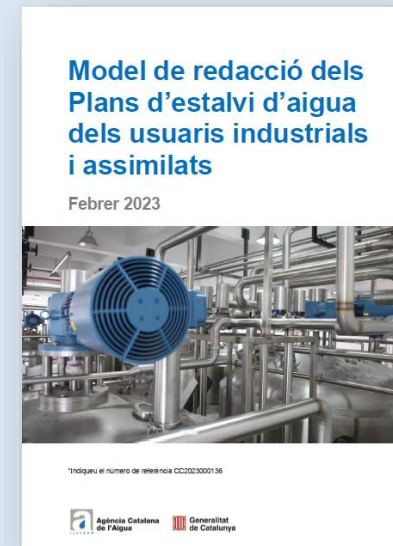 Model de redacció dels
Plans d'estalvi d'aigua
dels usuaris industrials
i assimilats
Febrer 2023
*Indiqueu el número de referència CC2023000136
Agència Catalana
de l'Aigua
Generalitat
de Catalunya